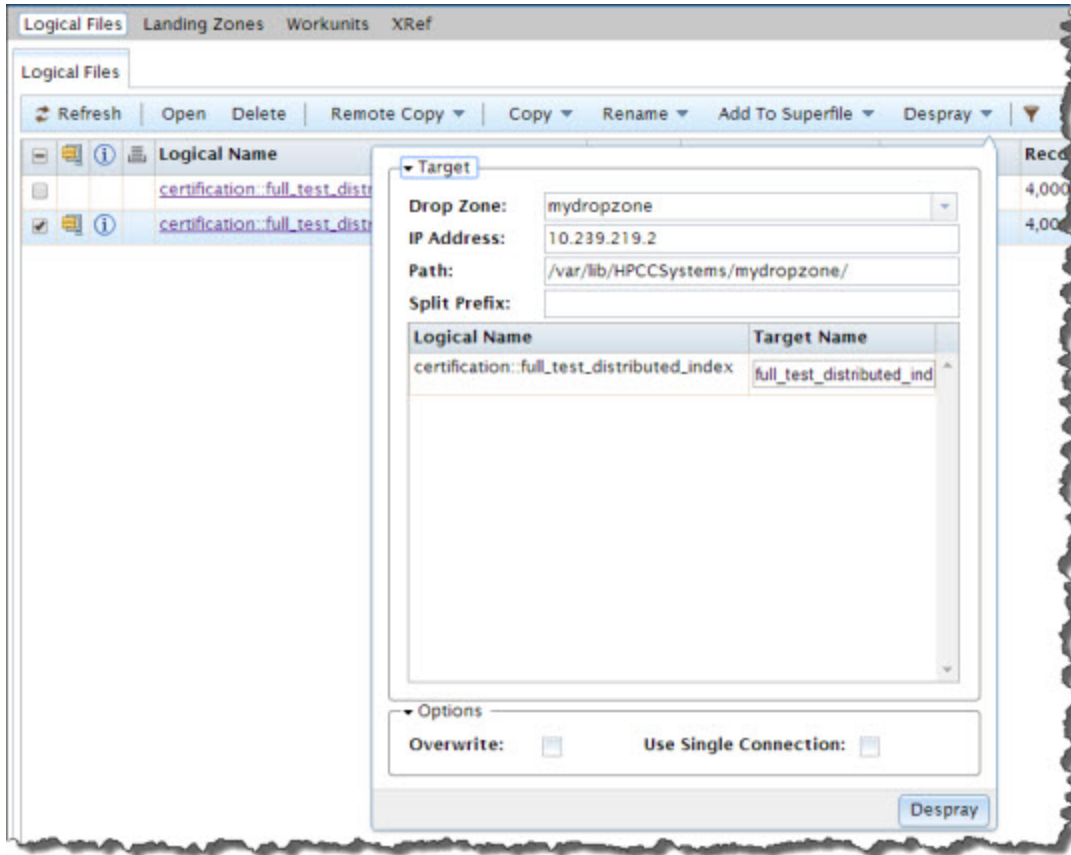 Logical Files Landing Zones Workunits XRef
Logical Files
Refresh Open Delete Remote Copy Copy Rename Add To Superfile Despray
Logical Name Reco
certification::full_test_distr 4,000
certification::full_test_distr 4,00
Target
Drop Zone: mydropzone
IP Address: 10.239.219.2
Path: /var/lib/HPCCSystems/mydropzone/
Split Prefix:
Logical Name Target Name
certification::full_test_distributed_index full_test_distributed_ind
Options
Overwrite: Use Single Connection:
Despray